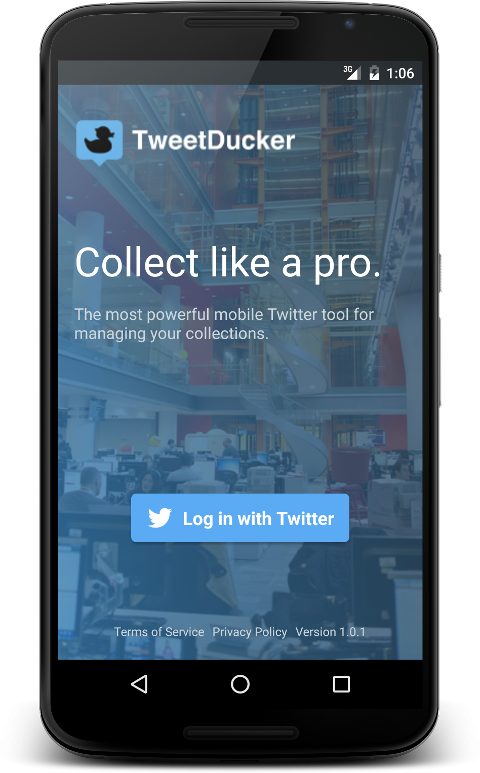 3G 1:06
TweetDucker
Collect like a pro.
The most powerful mobile Twitter tool for
managing your collections.
Log in with Twitter
Terms of Service Privacy Policy Version 1.0.1